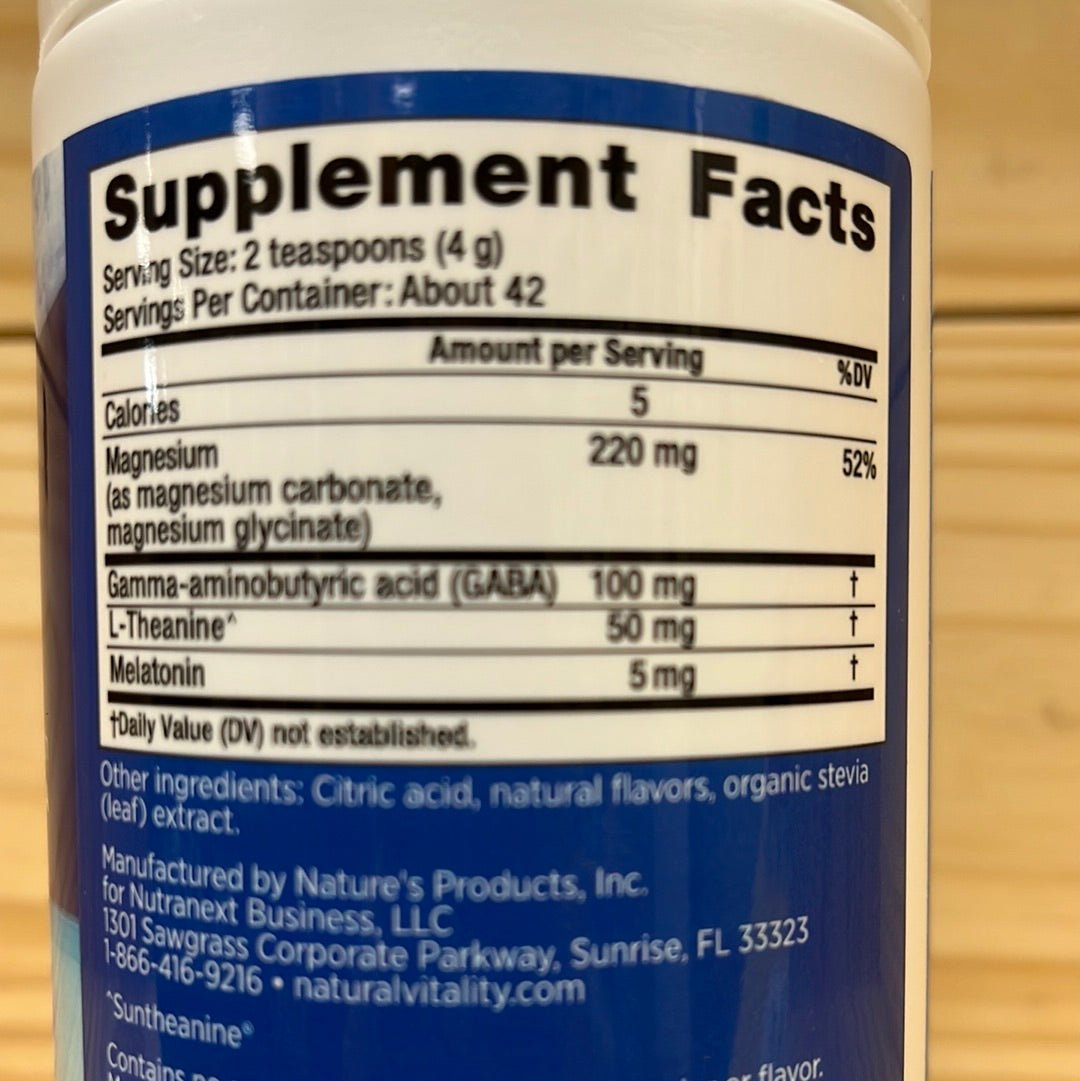 Supplement Facts
Serving Size: 2 teaspoons (4 g)
Servings Per Container: About 42
Amount per Serving %DV
Calories 5
Magnesium 220 mg 52%
(as magnesium carbonate,
magnesium glycinate)
Gamma-aminobutyric acid (GABA) 100 mg †
L-Theanine^ 50 mg †
Melatonin 5 mg †
†Daily Value (DV) not established.
Other ingredients: Citric acid, natural flavors, organic stevia
(leaf) extract.
Manufactured by Nature's Products, Inc.
for Nutranext Business, LLC
1301 Sawgrass Corporate Parkway, Sunrise, FL 33323
1-866-416-9216 • naturalvitality.com
^Suntheanine®
Contains flavor.